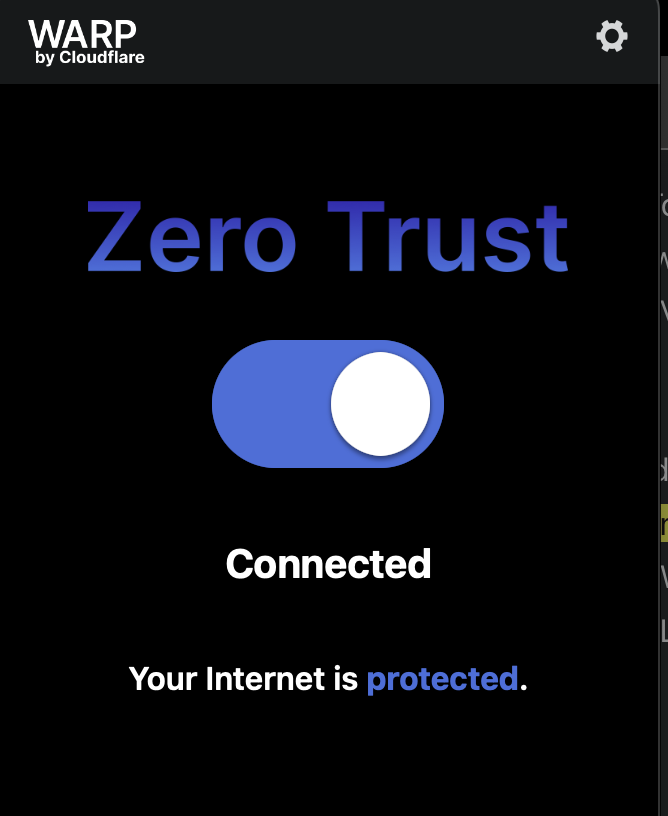 WARP
by Cloudflare
Zero Trust
Connected
Your Internet is protected.